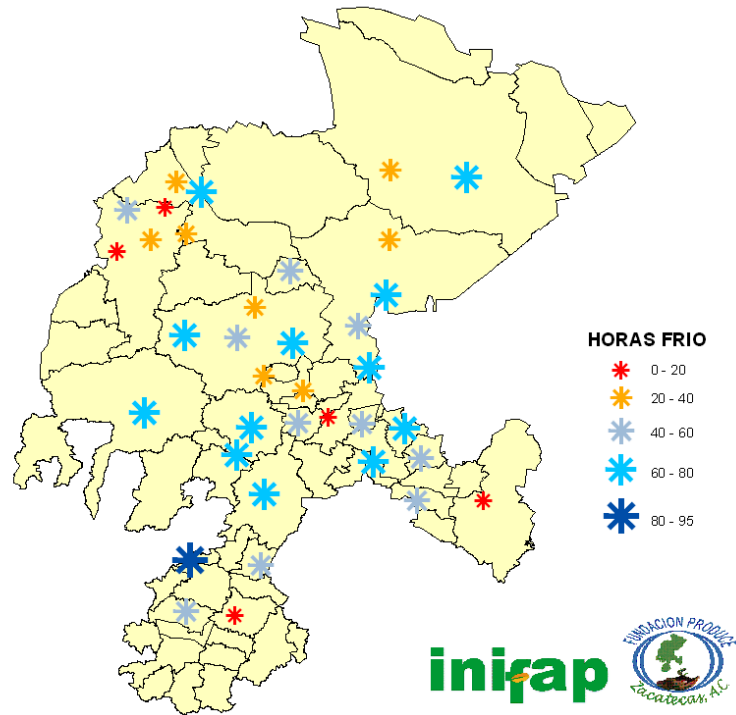 HORAS FRIO
0 - 20
20 - 40
40 - 60
60 - 80
80 - 95
inifap
FUNDACION PRODUCE
Zacatecas, A.C.